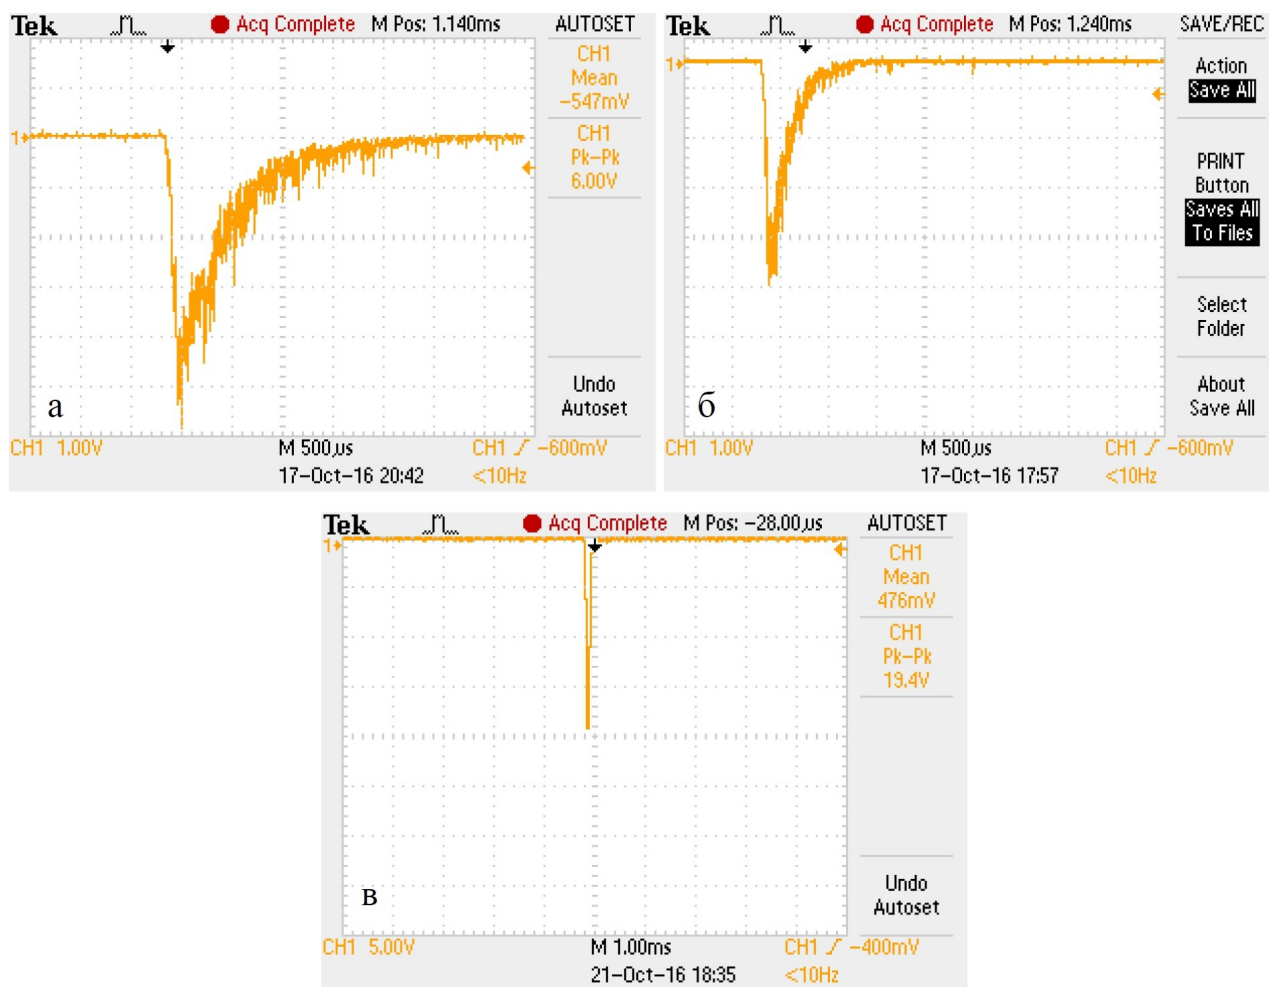 Tek Acq Complete M Pos: 1.140ms AUTOSET
CH1
Mean
−547mV
1
CH1
Pk−Pk
6.00V
Undo
Autoset
а
CH1 1.00V M 500µs CH1 −600mV
17−Oct−16 20:42 <10Hz
Tek Acq Complete M Pos: 1.240ms SAVE/REC
1
Action
Save All
PRINT
Button
Saves All
To Files
Select
Folder
About
Save All
б
CH1 1.00V M 500µs CH1 −600mV
17−Oct−16 17:57 <10Hz
Tek Acq Complete M Pos: −28.00µs AUTOSET
1
CH1
Mean
476mV
CH1
Pk−Pk
19.4V
Undo
Autoset
в
CH1 5.00V M 1.00ms CH1 −400mV
21−Oct−16 18:35 <10Hz